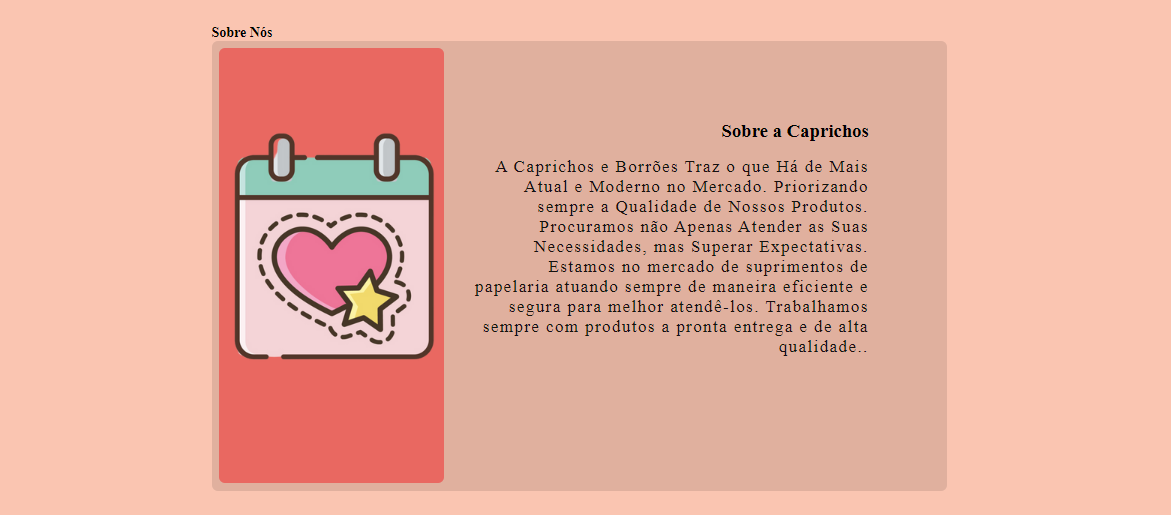 Sobre Nós
Sobre a Caprichos
A Caprichos e Borrões Traz o que Há de Mais
Atual e Moderno no Mercado. Priorizando
sempre a Qualidade de Nossos Produtos.
Procuramos não Apenas Atender as Suas
Necessidades, mas Superar Expectativas.
Estamos no mercado de suprimentos de
papelaria atuando sempre de maneira eficiente e
segura para melhor atendê-los. Trabalhamos
sempre com produtos a pronta entrega e de alta
qualidade..